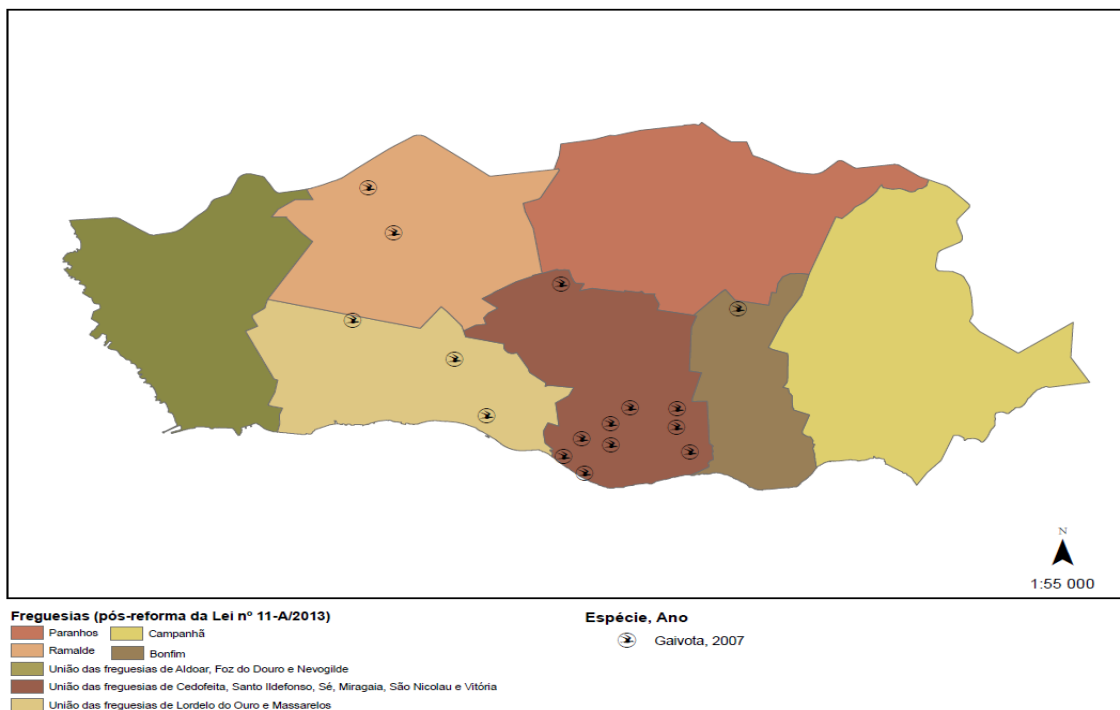 N
1:55 000
Freguesias (pós-reforma da Lei nº 11-A/2013)
Paranhos
Campanhã
Ramalde
Bonfim
União das freguesias de Aldoar, Foz do Douro e Nevogilde
União das freguesias de Cedofeita, Santo Ildefonso, Sé, Miragaia, São Nicolau e Vitória
União das freguesias de Lordelo do Ouro e Massarelos
Espécie, Ano
Gaivota, 2007